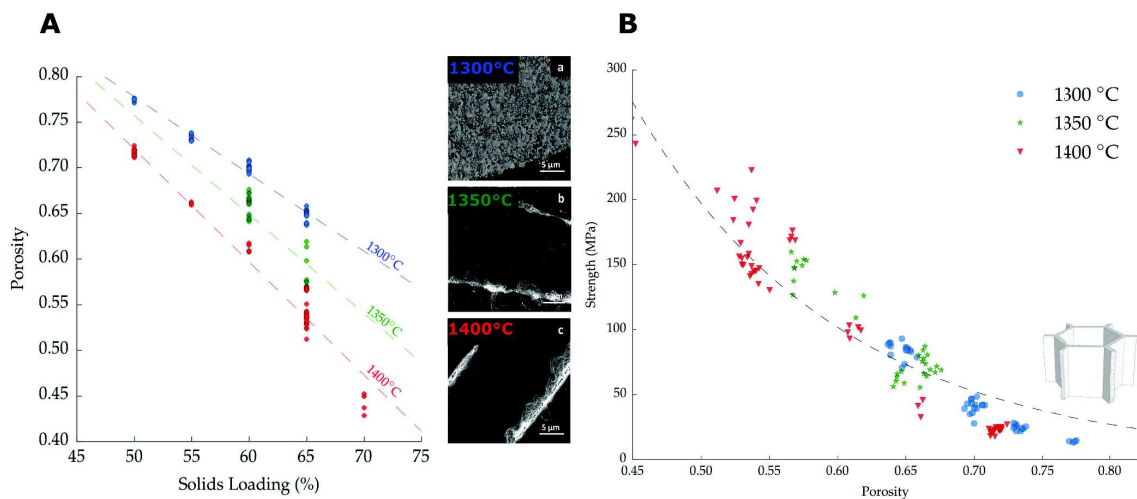 A
0.80
0.75
0.70
0.65
0.60
0.55
0.50
0.45
0.40
Porosity
45 50 55 60 65 70 75
Solids Loading (%)
1300°C
1350°C
1400°C
1300°C
a
5 µm
1350°C
b
5 µm
1400°C
c
5 µm
B
300
250
200
150
100
50
0
Strength (MPa)
0.45 0.50 0.55 0.60 0.65 0.70 0.75 0.80
Porosity
1300 °C
1350 °C
1400 °C